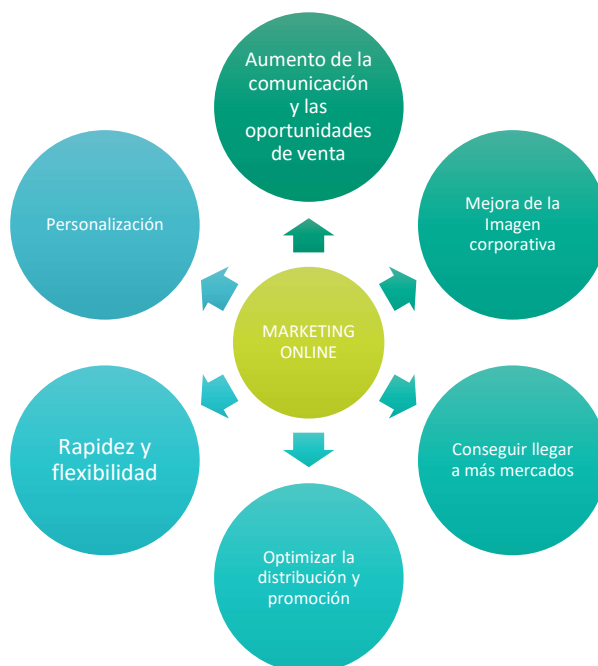 Aumento de la
comunicación
y las
oportunidades
de venta
Personalización
Mejora de la
Imagen
corporativa
MARKETING
ONLINE
Rapidez y
flexibilidad
Conseguir llegar
a más mercados
Optimizar la
distribución y
promoción